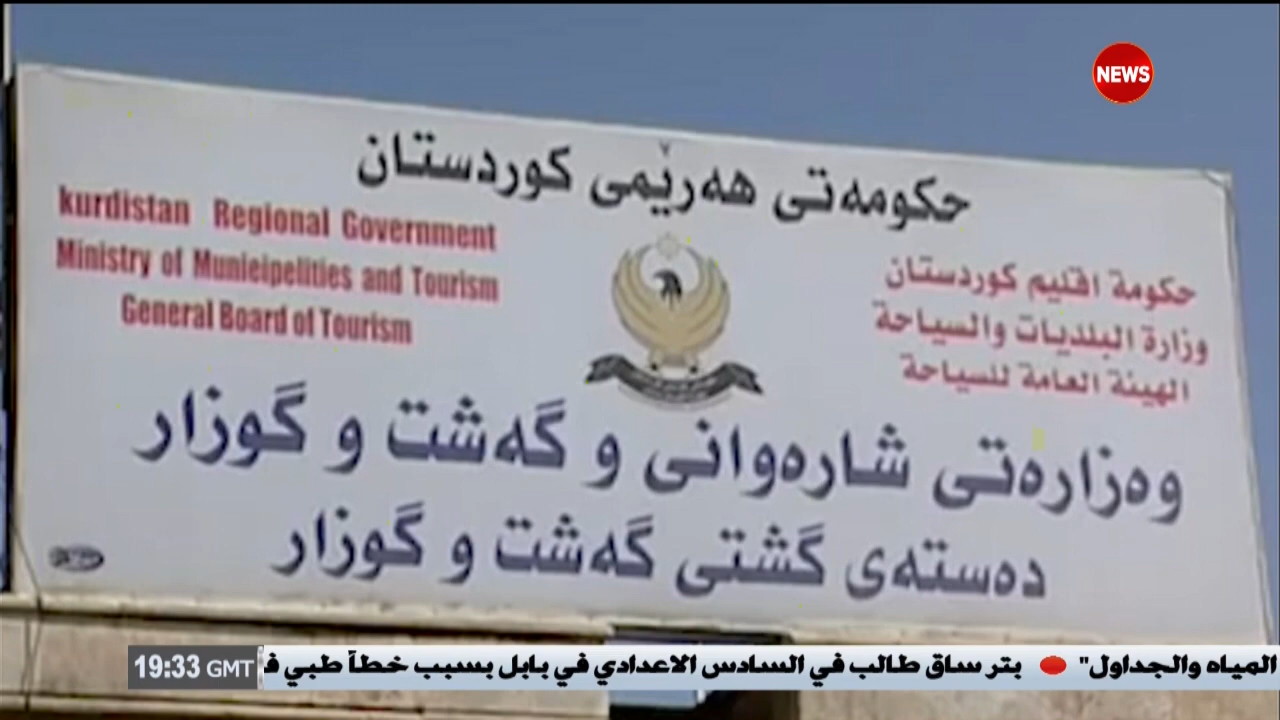 NEWS
حكومەتی هەرێمی كوردستان
kurdistan Regional Government
Ministry of Munieipelities and Tourism
General Board of Tourism
حكومة اقليم كوردستان
وزارة البلديات والسياحة
الهيئة العامة للسياحة
وەزارەتی شارەوانی و گەشت و گوزار
دەستەی گشتی گەشت و گوزار
19:33 GMT
المياه والجداول" بتر ساق طالب في السادس الاعدادي في بابل بسبب خطأ طبي